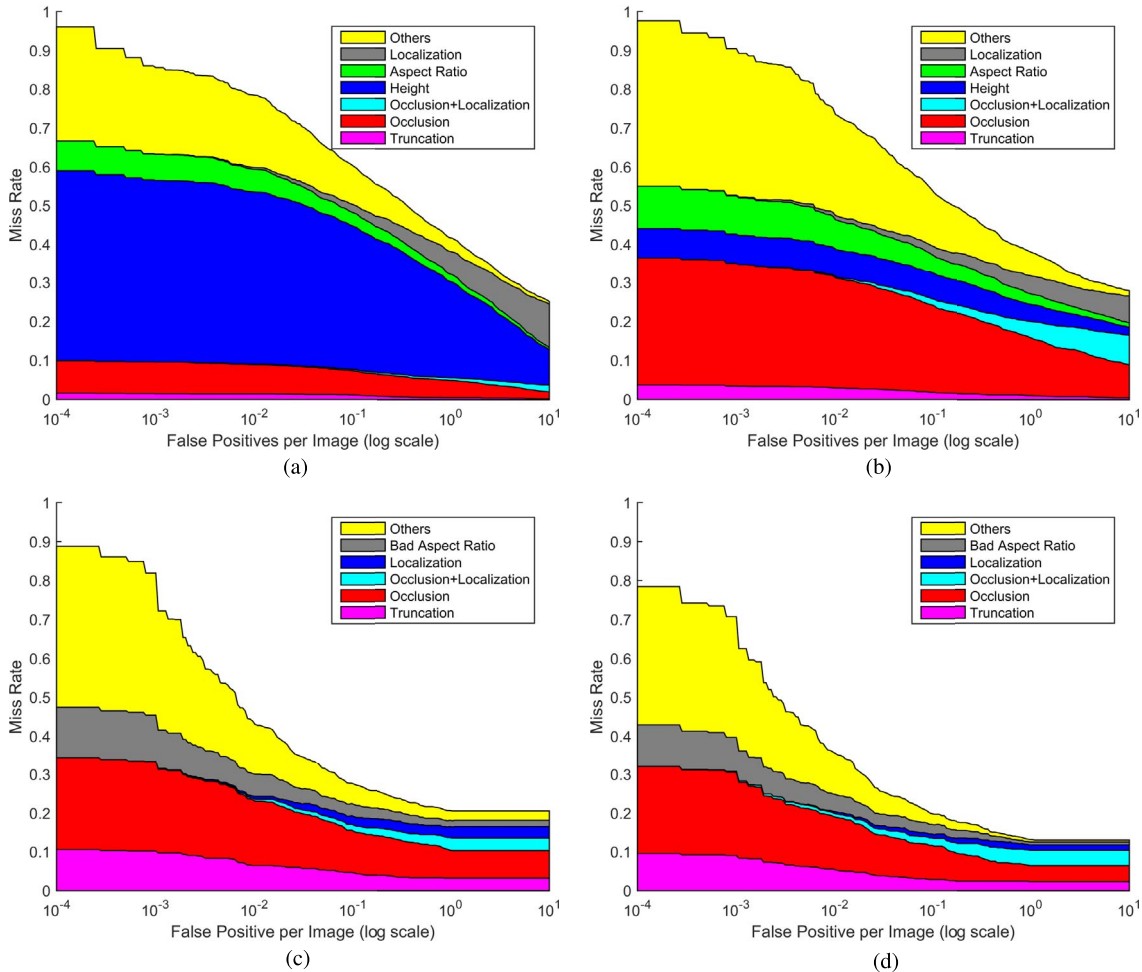 1
0.9
0.8
0.7
0.6
0.5
0.4
0.3
0.2
0.1
0
Miss Rate
Others
Localization
Aspect Ratio
Height
Occlusion+Localization
Occlusion
Truncation
10^-4 10^-3 10^-2 10^-1 10^0 10^1
False Positives per Image (log scale)
(a)
1
0.9
0.8
0.7
0.6
0.5
0.4
0.3
0.2
0.1
0
Miss Rate
Others
Localization
Aspect Ratio
Height
Occlusion+Localization
Occlusion
Truncation
10^-4 10^-3 10^-2 10^-1 10^0 10^1
False Positives per Image (log scale)
(b)
1
0.9
0.8
0.7
0.6
0.5
0.4
0.3
0.2
0.1
0
Miss Rate
Others
Bad Aspect Ratio
Localization
Occlusion+Localization
Occlusion
Truncation
10^-4 10^-3 10^-2 10^-1 10^0 10^1
False Positive per Image (log scale)
(c)
1
0.9
0.8
0.7
0.6
0.5
0.4
0.3
0.2
0.1
0
Miss Rate
Others
Bad Aspect Ratio
Localization
Occlusion+Localization
Occlusion
Truncation
10^-4 10^-3 10^-2 10^-1 10^0 10^1
False Positive per Image (log scale)
(d)